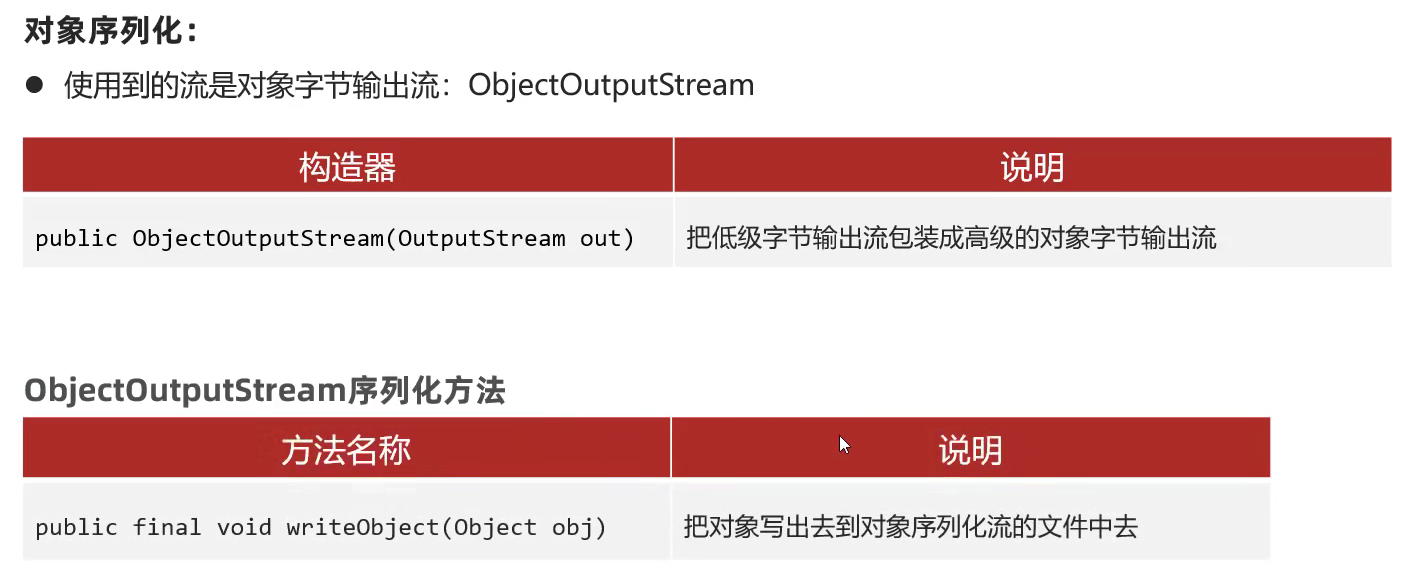 对象序列化：
● 使用到的流是对象字节输出流：ObjectOutputStream
构造器 说明
public ObjectOutputStream(OutputStream out) 把低级字节输出流包装成高级的对象字节输出流
ObjectOutputStream序列化方法
方法名称 说明
public final void writeObject(Object obj) 把对象写出去到对象序列化流的文件中去